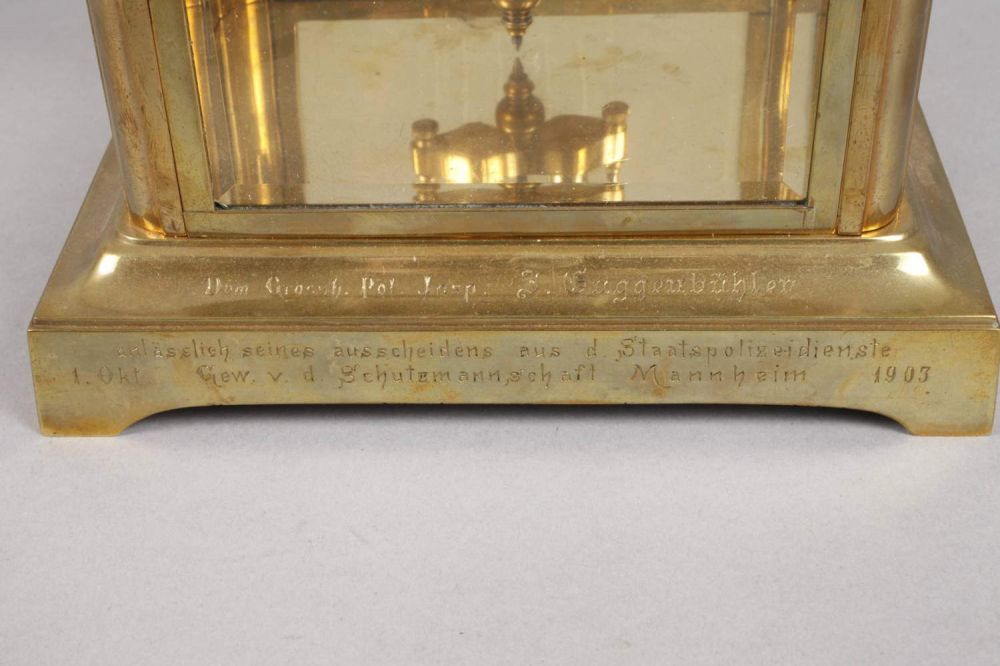 Dem Grossh. Pol. Insp. F. Guggenbühler
anlässlich seines ausscheidens aus d. Staatspolizeidienste
1. Okt. Gew. v. d. Schutzmannschaft Mannheim 1903